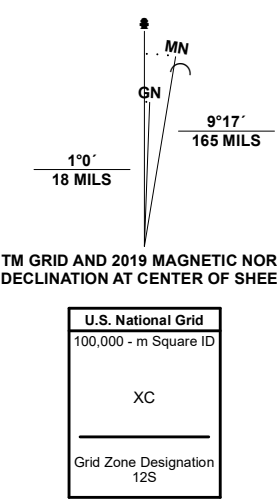 MN
GN
9°17´
165 MILS
1°0´
18 MILS
TM GRID AND 2019 MAGNETIC NOR
DECLINATION AT CENTER OF SHEE
U.S. National Grid
100,000 - m Square ID
XC
Grid Zone Designation
12S